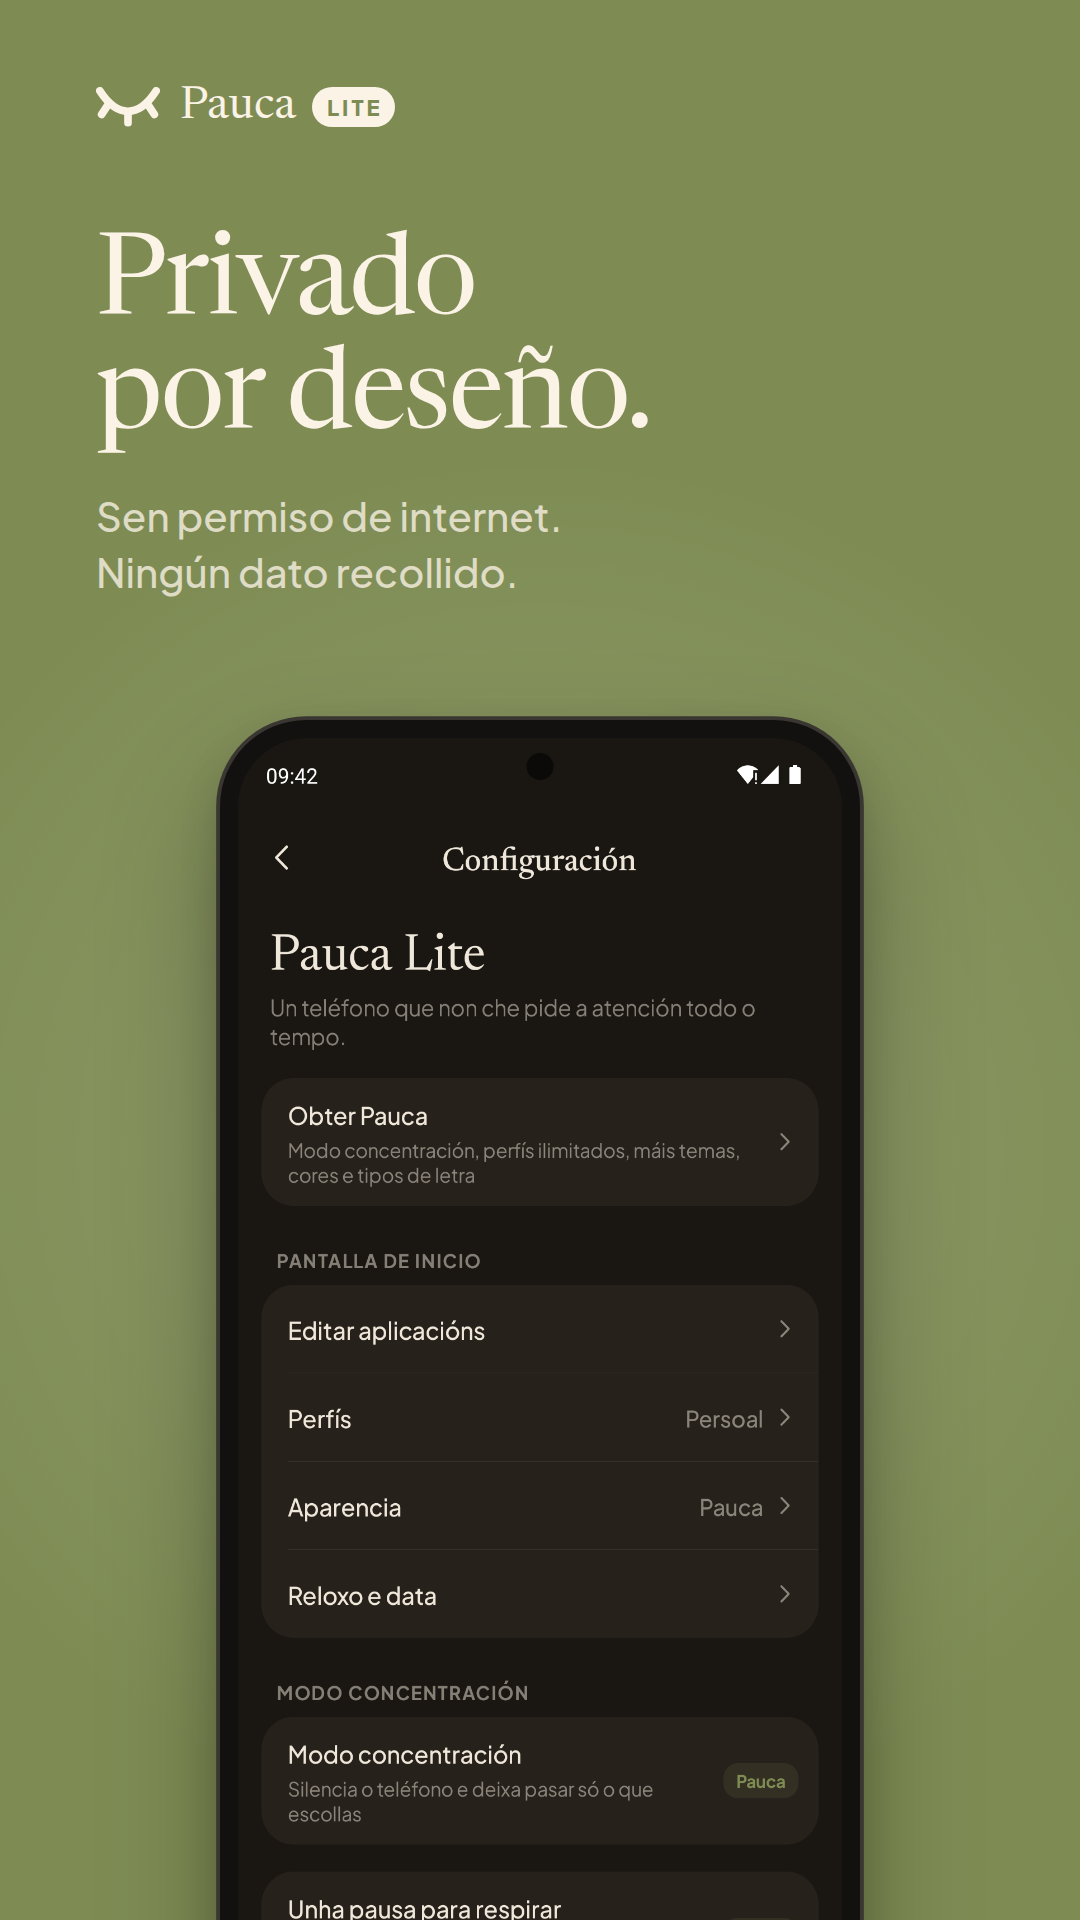 Pauca LITE
Privado
por deseño.
Sen permiso de internet.
Ningún dato recollido.
09:42
Configuración
Pauca Lite
Un teléfono que non che pide a atención todo o
tempo.
Obter Pauca
Modo concentración, perfís ilimitados, máis temas,
cores e tipos de letra
PANTALLA DE INICIO
Editar aplicacións
Perfís Persoal
Aparencia Pauca
Reloxo e data
MODO CONCENTRACIÓN
Modo concentración
Silencia o teléfono e deixa pasar só o que
escollas
Pauca
Unha pausa para respirar